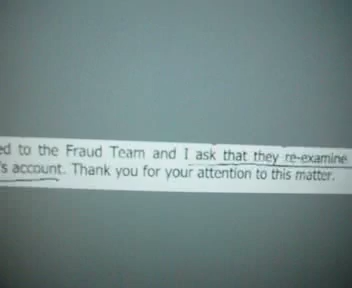 ed to the Fraud Team and I ask that they re-examine
's account. Thank you for your attention to this matter.